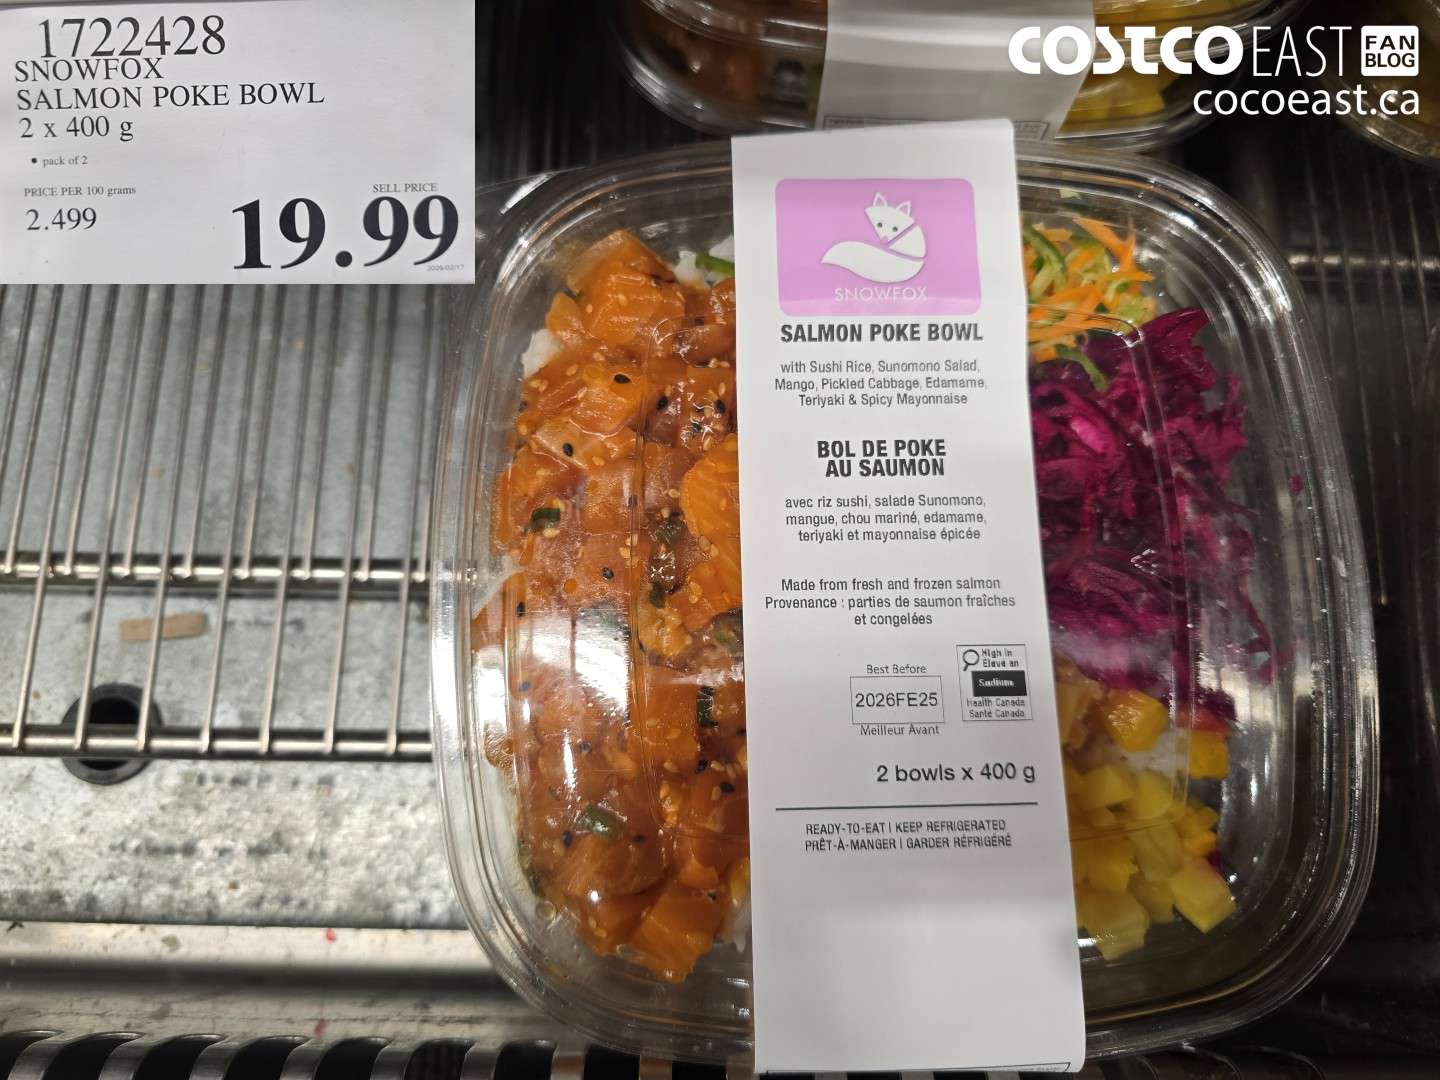 1722428
SNOWFOX
SALMON POKE BOWL
2 x 400 g
• pack of 2
PRICE PER 100 grams
2.499
SELL PRICE
19.99
2026/02/17
COSTCO EAST FAN BLOG
cocoeast.ca
SNOWFOX
SALMON POKE BOWL
with Sushi Rice, Sunomono Salad,
Mango, Pickled Cabbage, Edamame,
Teriyaki & Spicy Mayonnaise
BOL DE POKE
AU SAUMON
avec riz sushi, salade Sunomono,
mangue, chou mariné, edamame,
teriyaki et mayonnaise épicée
Made from fresh and frozen salmon
Provenance : parties de saumon fraîches
et congelées
Best Before
2026FE25
Meilleur Avant
High in
Élevé en
Sodium
Health Canada
Santé Canada
2 bowls x 400 g
READY-TO-EAT | KEEP REFRIGERATED
PRÊT-À-MANGER | GARDER RÉFRIGÉRÉ